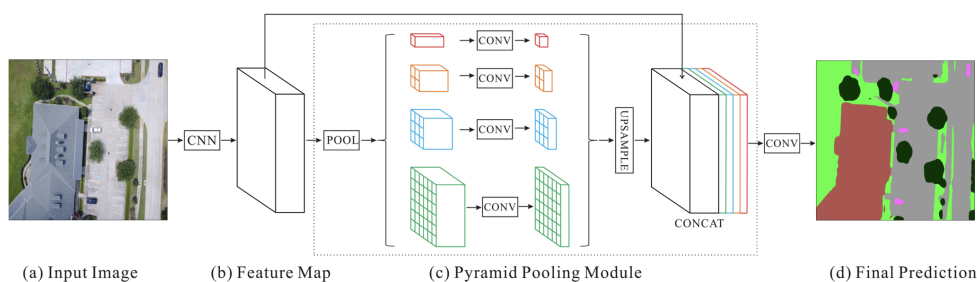 CNN
POOL
CONV
CONV
CONV
CONV
UPSAMPLE
CONCAT
CONV
(a) Input Image
(b) Feature Map
(c) Pyramid Pooling Module
(d) Final Prediction